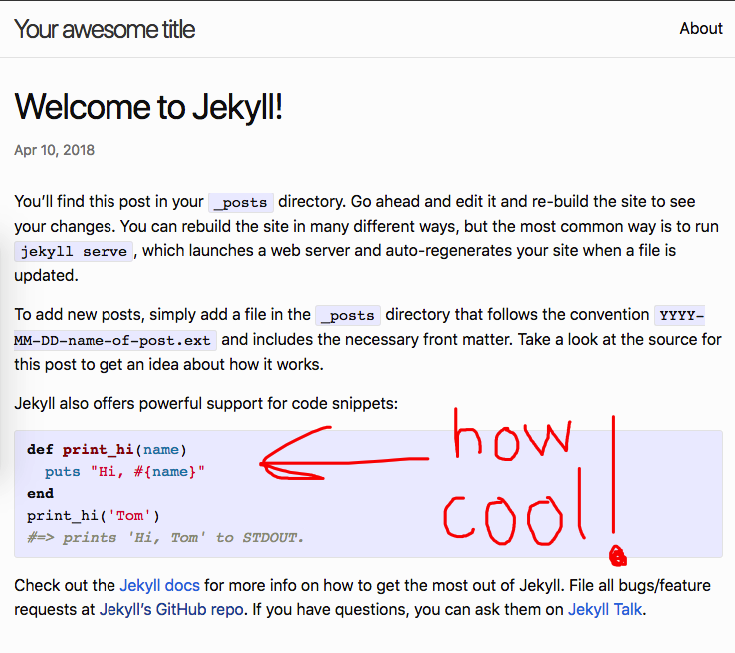 Your awesome title About
Welcome to Jekyll!
Apr 10, 2018
You’ll find this post in your _posts directory. Go ahead and edit it and re-build the site to see
your changes. You can rebuild the site in many different ways, but the most common way is to run
jekyll serve, which launches a web server and auto-regenerates your site when a file is
updated.
To add new posts, simply add a file in the _posts directory that follows the convention YYYY-
MM-DD-name-of-post.ext and includes the necessary front matter. Take a look at the source for
this post to get an idea about how it works.
Jekyll also offers powerful support for code snippets:
def print_hi(name)
  puts "Hi, #{name}"
end
print_hi('Tom')
#=> prints 'Hi, Tom' to STDOUT.
how
cool!
Check out the Jekyll docs for more info on how to get the most out of Jekyll. File all bugs/feature
requests at Jekyll’s GitHub repo. If you have questions, you can ask them on Jekyll Talk.